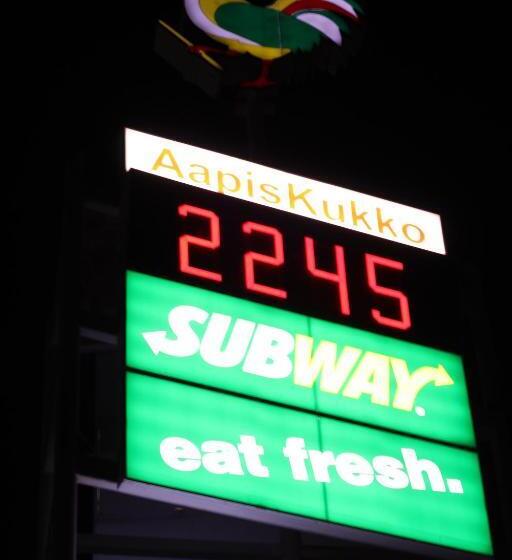 AapisKukko
2245
SUBWAY.
eat fresh.